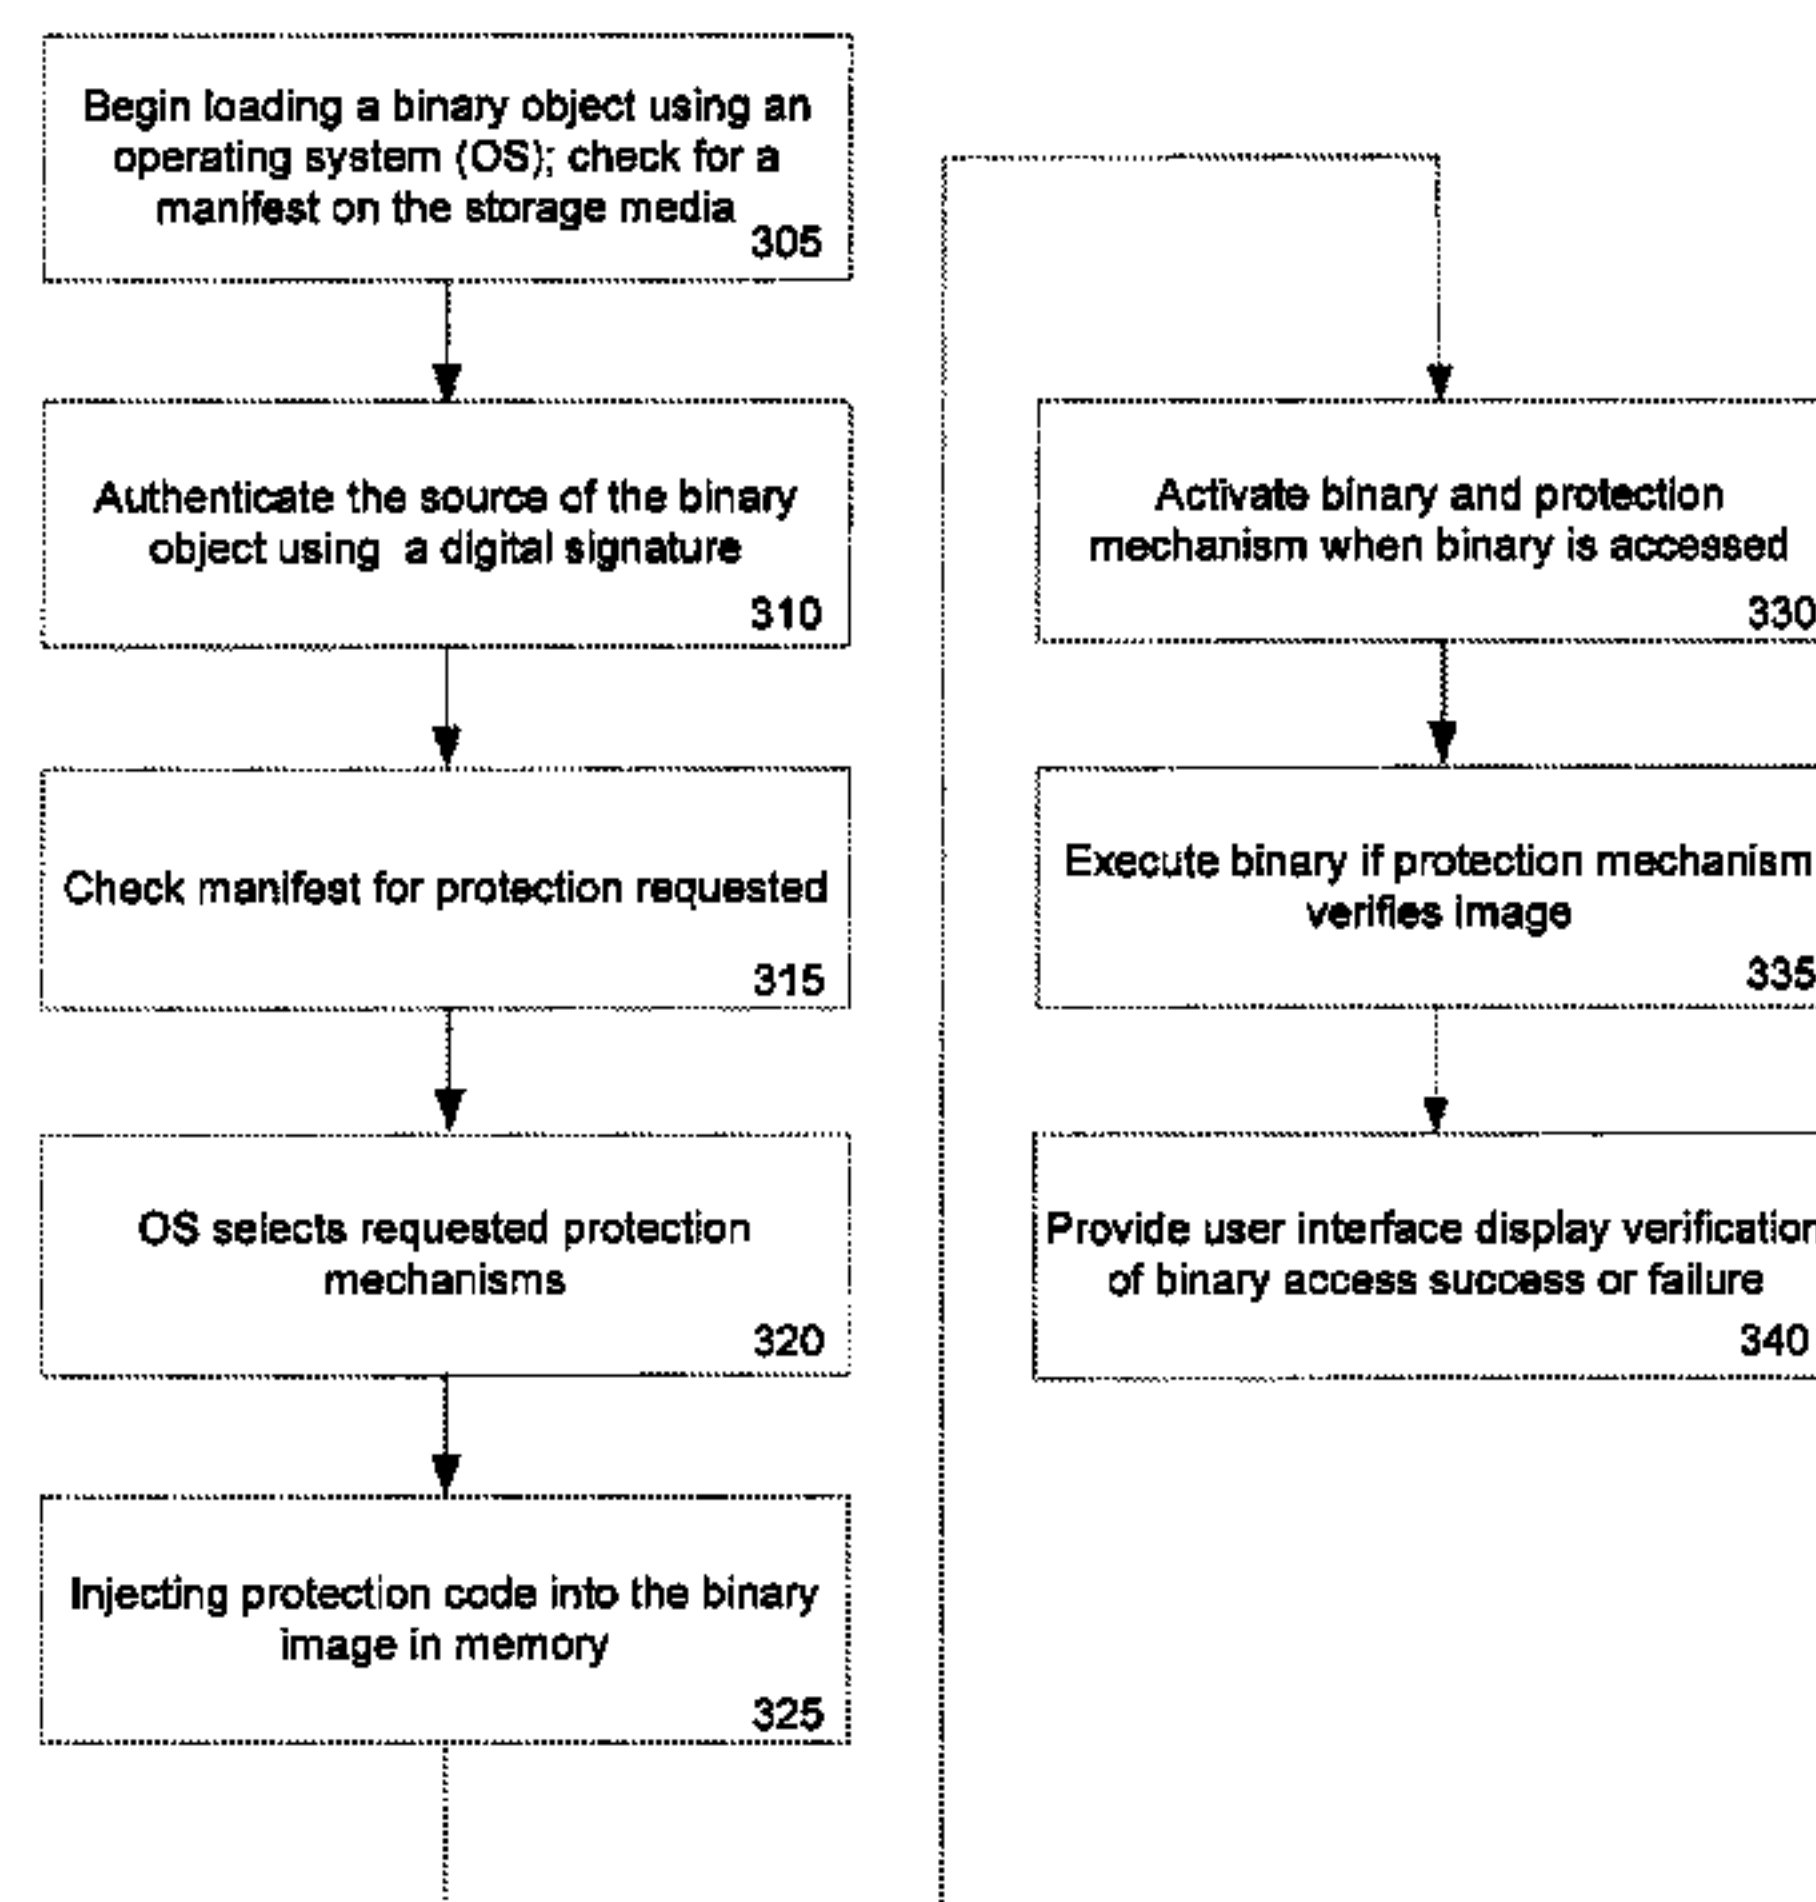 Begin loading a binary object using an
operating system (OS); check for a
manifest on the storage media
305
Authenticate the source of the binary
object using a digital signature
310
Check manifest for protection requested
315
OS selects requested protection
mechanisms
320
Injecting protection code into the binary
image in memory
325
Activate binary and protection
mechanism when binary is accessed
330
Execute binary if protection mechanism
verifies image
335
Provide user interface display verification
of binary access success or failure
340